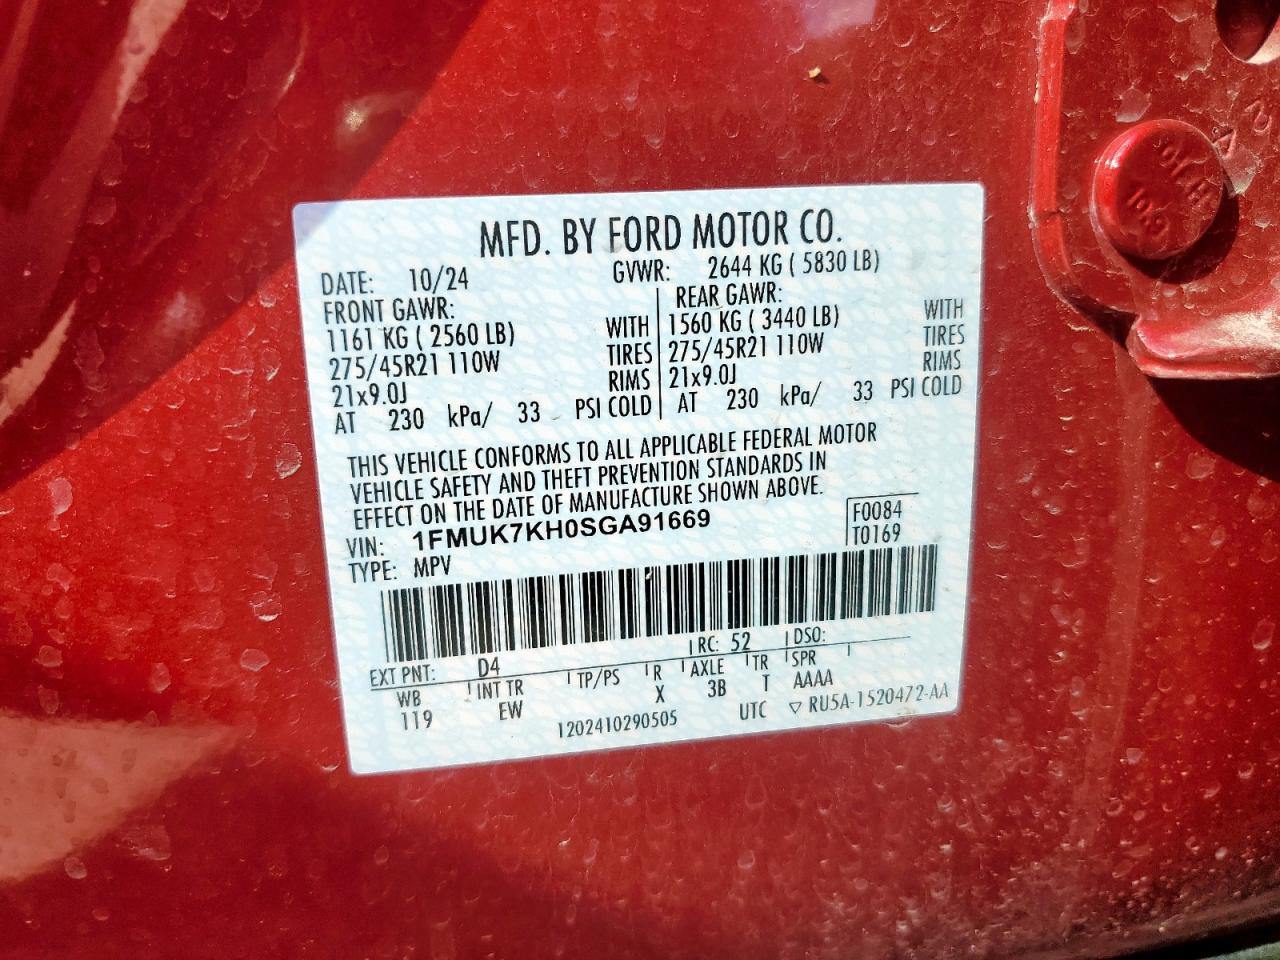 MFD. BY FORD MOTOR CO.
DATE: 10/24 GVWR: 2644 KG ( 5830 LB)
FRONT GAWR: REAR GAWR:
1161 KG ( 2560 LB) WITH 1560 KG ( 3440 LB) WITH
275/45R21 110W TIRES 275/45R21 110W TIRES
21x9.0J RIMS 21x9.0J RIMS
AT 230 kPa/ 33 PSI COLD AT 230 kPa/ 33 PSI COLD
THIS VEHICLE CONFORMS TO ALL APPLICABLE FEDERAL MOTOR
VEHICLE SAFETY AND THEFT PREVENTION STANDARDS IN
EFFECT ON THE DATE OF MANUFACTURE SHOWN ABOVE.
VIN: 1FMUK7KH0SGA91669 F0084
TYPE: MPV T0169
EXT PNT: D4 RC: 52 DSO:
WB INT TR TP/PS R AXLE TR SPR
119 EW X 3B T AAAA
1202410290505 UTC ▽ RU5A-1520472-AA
10.9